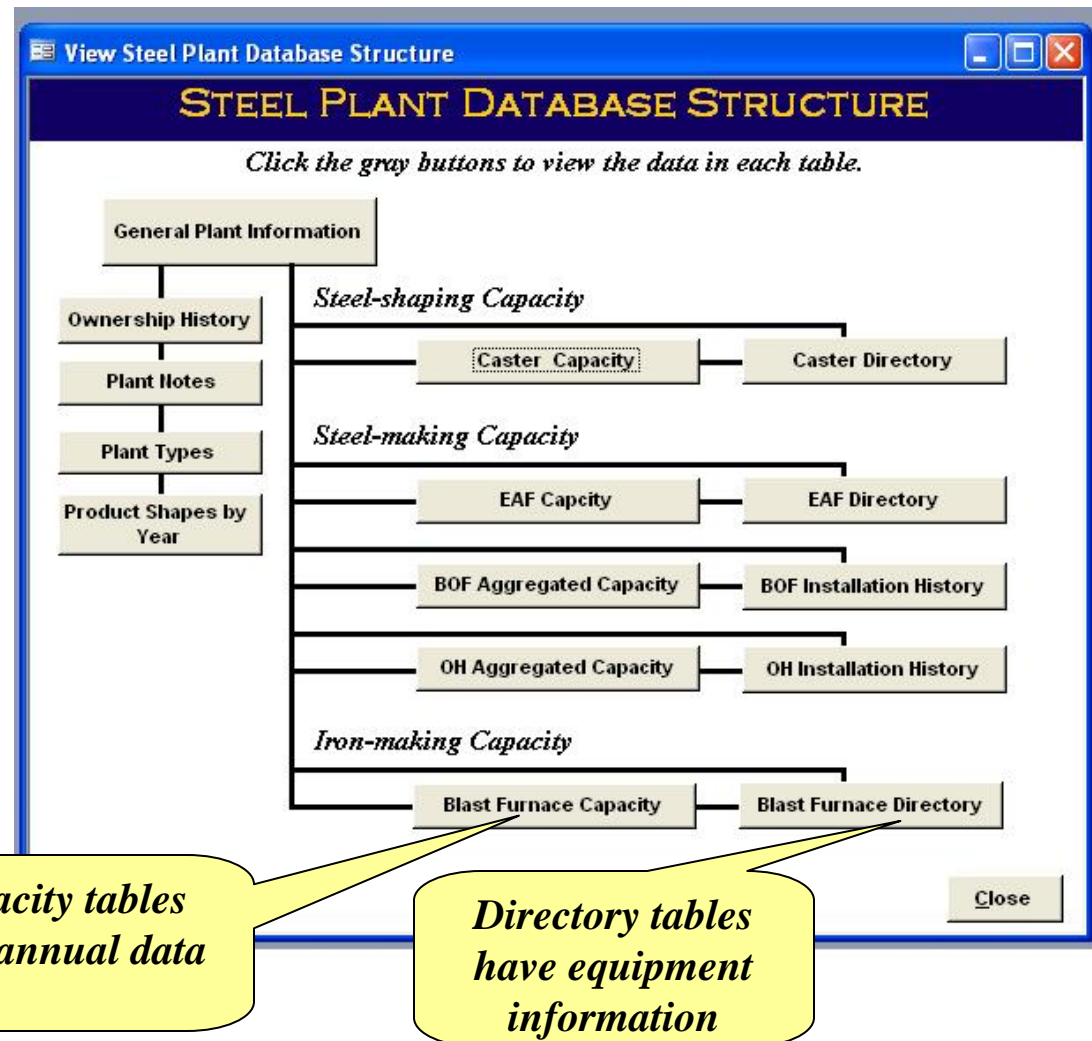 View Steel Plant Database Structure
STEEL PLANT DATABASE STRUCTURE
Click the gray buttons to view the data in each table.
General Plant Information
Ownership History
Plant Notes
Plant Types
Product Shapes by
Year
Steel-shaping Capacity
Caster Capacity
Caster Directory
Steel-making Capacity
EAF Capcity
EAF Directory
BOF Aggregated Capacity
BOF Installation History
OH Aggregated Capacity
OH Installation History
Iron-making Capacity
Blast Furnace Capacity
Blast Furnace Directory
tables
annual data
Directory tables
have equipment
information
Close